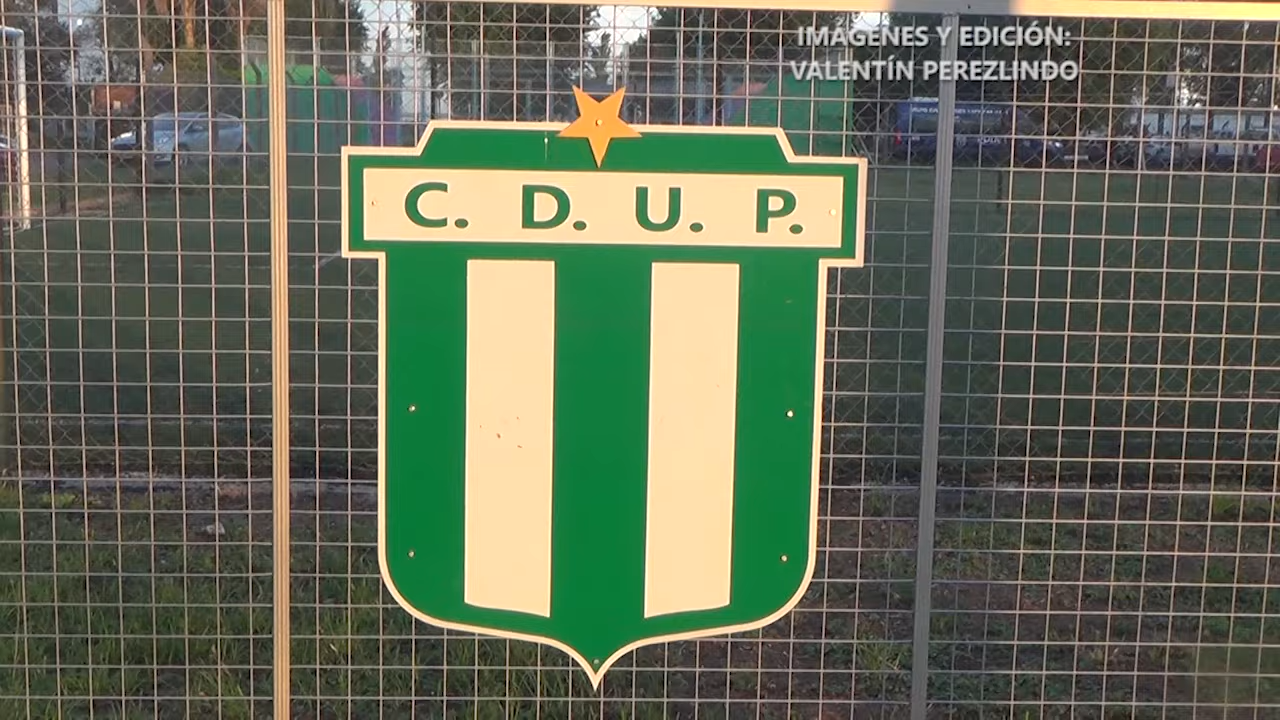 IMAGENES Y EDICIÓN:
VALENTÍN PEREZLINDO
C. D. U. P.